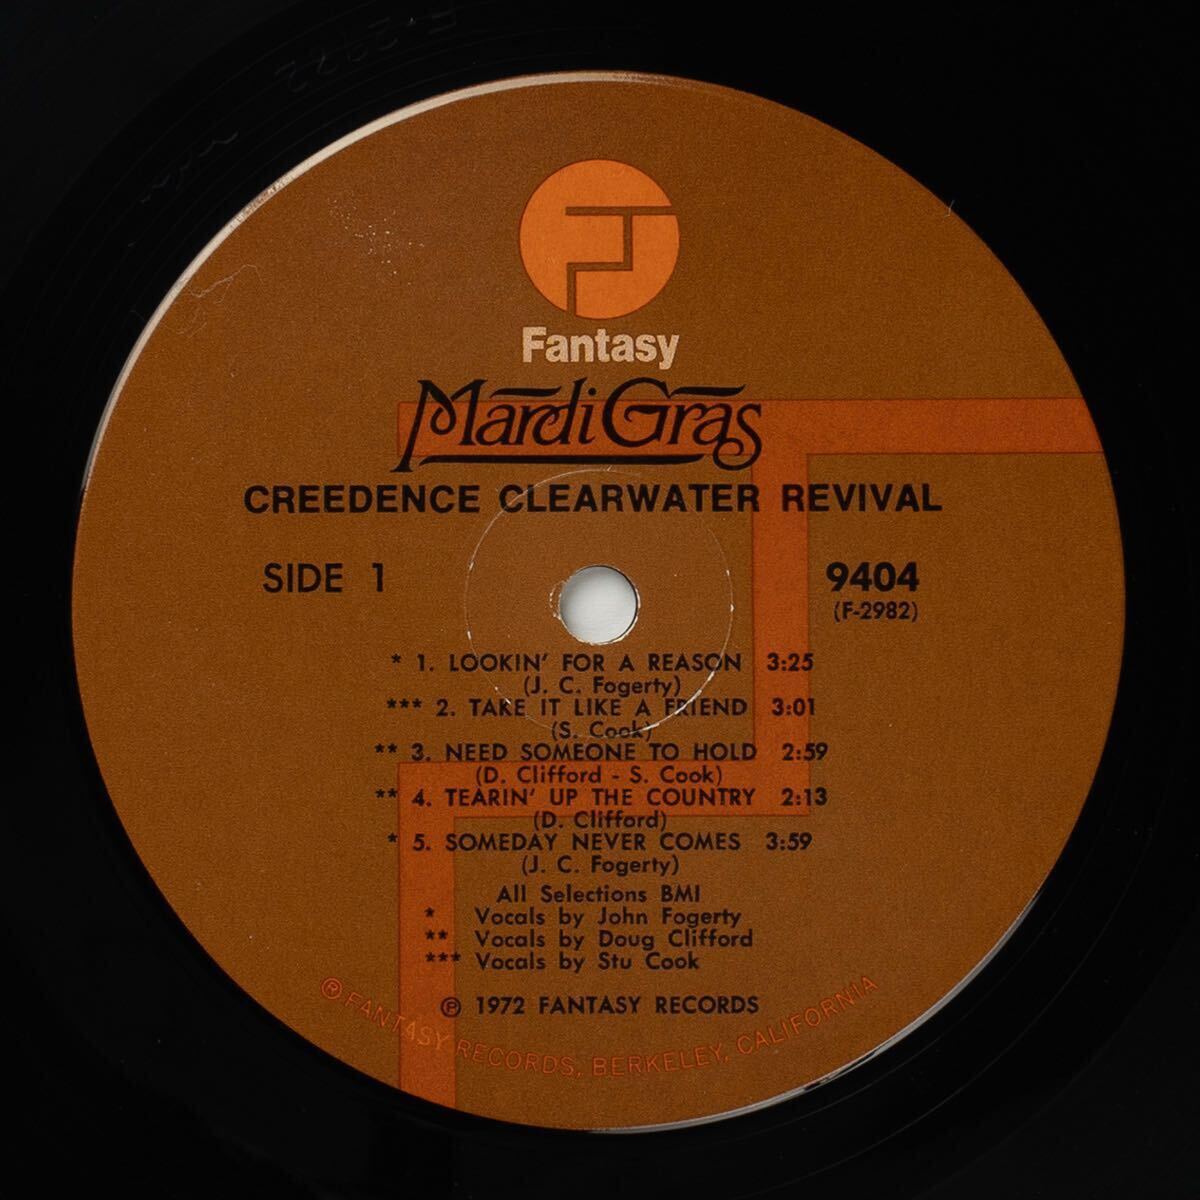 Fantasy
Mardi Gras
CREEDENCE CLEARWATER REVIVAL
SIDE 1
9404
(F-2982)
* 1. LOOKIN' FOR A REASON 3:25
(J. C. Fogerty)
*** 2. TAKE IT LIKE A FRIEND 3:01
(S. Cook)
** 3. NEED SOMEONE TO HOLD 2:59
(D. Clifford - S. Cook)
** 4. TEARIN' UP THE COUNTRY 2:13
(D. Clifford)
* 5. SOMEDAY NEVER COMES 3:59
(J. C. Fogerty)
All Selections BMI
* Vocals by John Fogerty
** Vocals by Doug Clifford
*** Vocals by Stu Cook
℗ 1972 FANTASY RECORDS
® FANTASY RECORDS, BERKELEY, CALIFORNIA